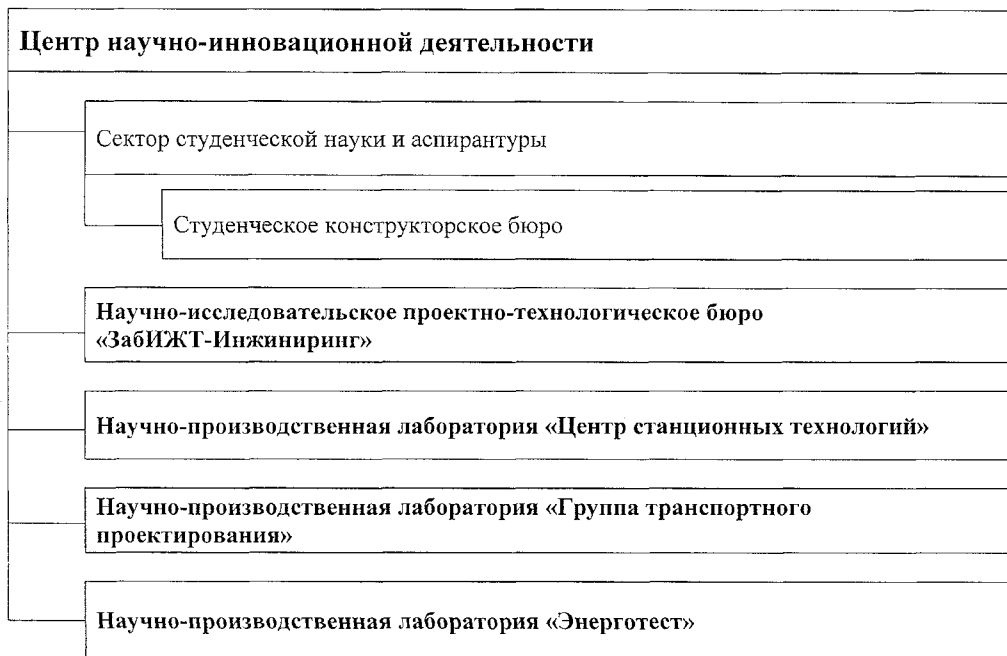 Центр научно-инновационной деятельности
Сектор студенческой науки и аспирантуры
Студенческое конструкторское бюро
Научно-исследовательское проектно-технологическое бюро
«ЗабИЖТ-Инжиниринг»
Научно-производственная лаборатория «Центр станционных технологий»
Научно-производственная лаборатория «Группа транспортного
проектирования»
Научно-производственная лаборатория «Энерготест»